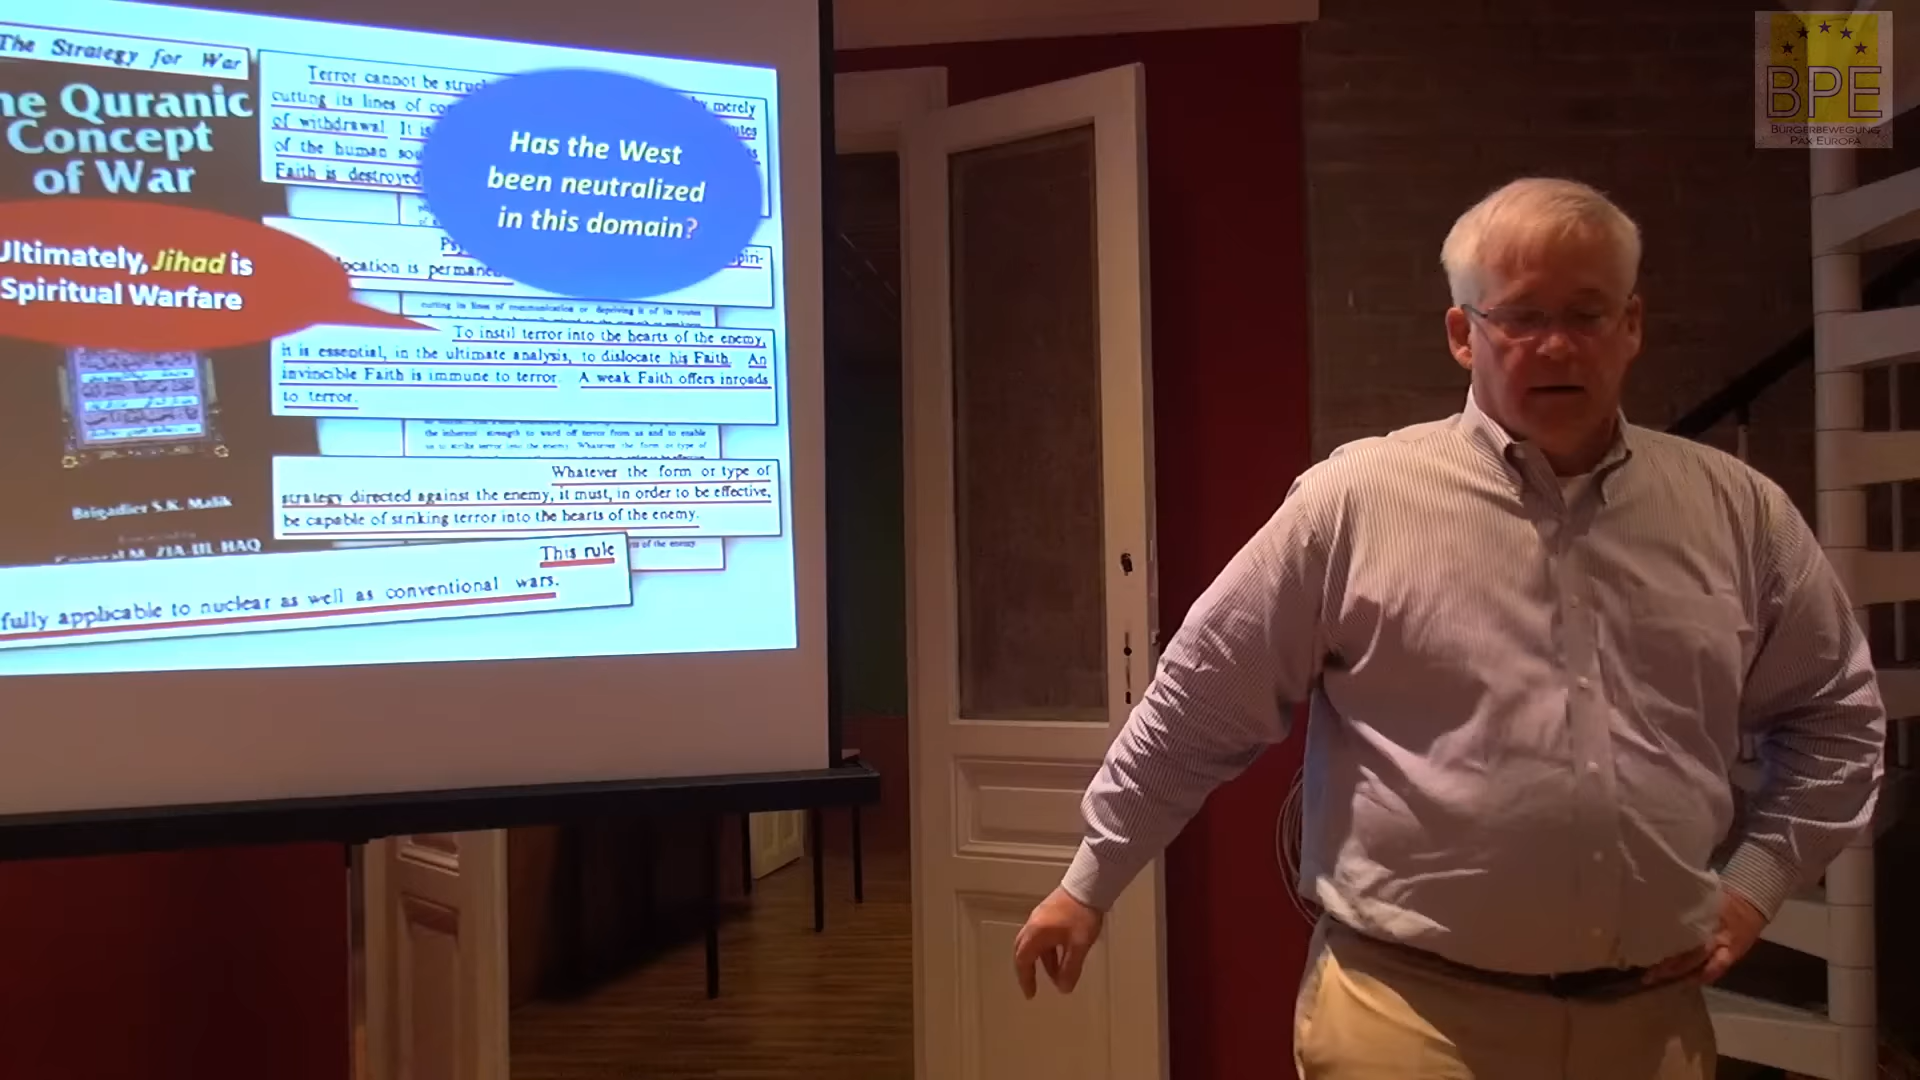 The Strategy for War
he Quranic
Concept
of War
Ultimately, Jihad is
Spiritual Warfare
Brigadier S.K. Malik
General M. ZIA-UL-HAQ
Terror cannot be struck
by merely
cutting its lines of
of withdrawal. It is
of the human
Faith is destroyed
Has the West
been neutralized
in this domain?
location is
To instil terror into the hearts of the enemy,
it is essential, in the ultimate analysis, to dislocate his Faith. An
invincible Faith is immune to terror. A weak Faith offers inroads
to terror.
Whatever the form or type of
strategy directed against the enemy, it must, in order to be effective,
be capable of striking terror into the hearts of the enemy.
This rule
fully applicable to nuclear as well as conventional wars.
BPE
BÜRGERBEWEGUNG
PAX EUROPA